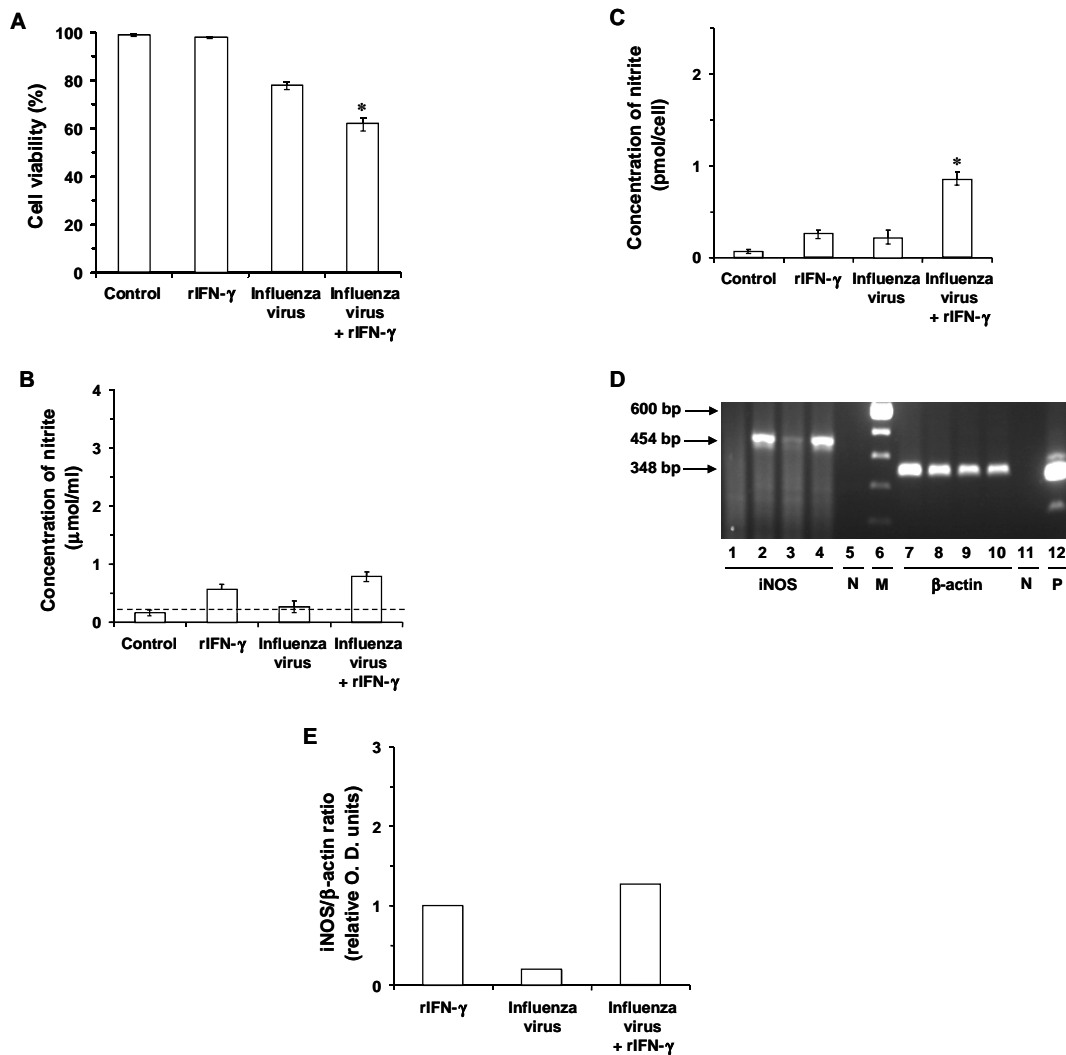 A
Cell viability (%)
100
80
60
40
20
0
*
Control
rIFN-γ
Influenza
virus
Influenza
virus
+ rIFN-γ
C
Concentration of nitrite
(pmol/cell)
2
1
0
*
Control
rIFN-γ
Influenza
virus
Influenza
virus
+ rIFN-γ
B
Concentration of nitrite
(μmol/ml)
4
3
2
1
0
Control
rIFN-γ
Influenza
virus
Influenza
virus
+ rIFN-γ
D
600 bp
454 bp
348 bp
1 2 3 4 5 6 7 8 9 10 11 12
iNOS N M β-actin N P
E
iNOS/β-actin ratio
(relative O. D. units)
3
2
1
0
rIFN-γ
Influenza
virus
Influenza
virus
+ rIFN-γ